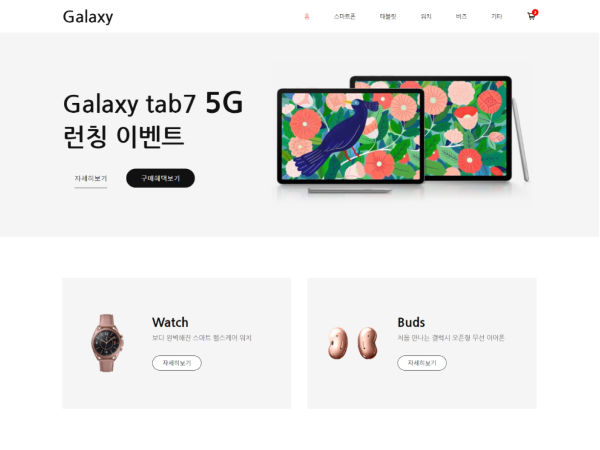 Galaxy
홈 스마트폰 태블릿 워치 버즈 기타 2
Galaxy tab7 5G
런칭 이벤트
자세히보기 구매혜택보기
Watch
보다 완벽해진 스마트 헬스케어 워치
자세히보기
Buds
처음 만나는 갤럭시 오픈형 무선 이어폰
자세히보기